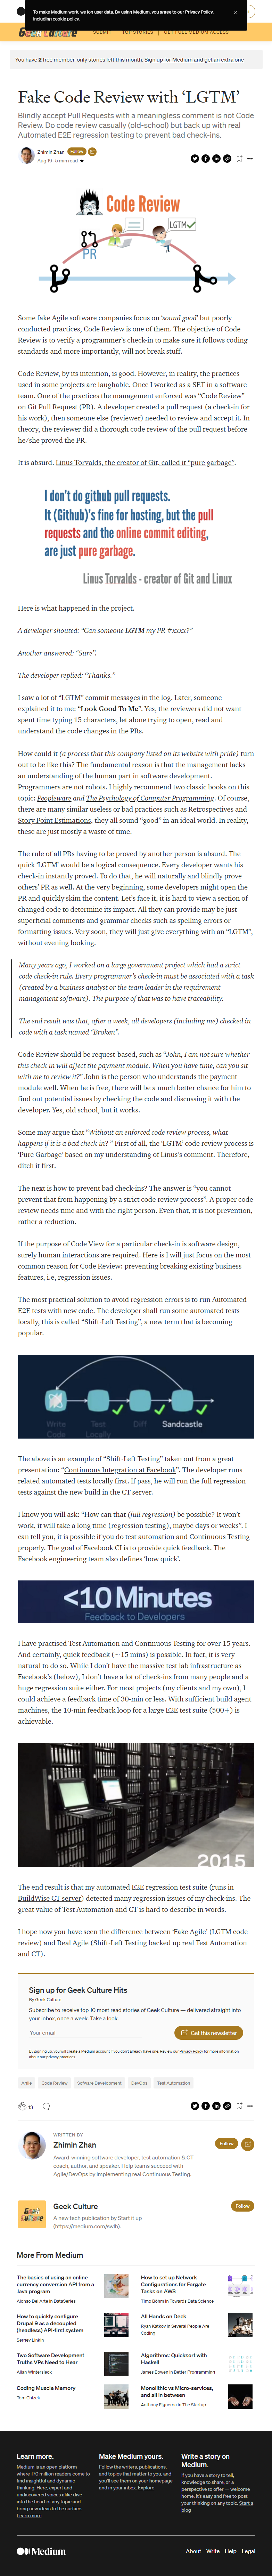 To make Medium work, we log user data. By using Medium, you agree to our Privacy Policy, including cookie policy.
Geek Culture
SUBMIT
TOP STORIES
GET FULL MEDIUM ACCESS
You have 2 free member-only stories left this month. Sign up for Medium and get an extra one
Fake Code Review with ‘LGTM’
Blindly accept Pull Requests with a meaningless comment is not Code
Review. Do code review casually (old-school) but back up with real
Automated E2E regression testing to prevent bad check-ins.
Zhimin Zhan
Follow
Aug 19 · 5 min read
Code Review
LGTM
PR
Some fake Agile software concepts focus on ‘sound good’ but poorly
conducted practices, Code Review is one of them. The objective of Code
Review is to verify a programmer’s check-in to make sure it follows coding
standards and more importantly, will not break stuff.
Code Review, by its intention, is good. However, in reality, the practices
used in some projects are laughable. Once I worked as a SET in a software
team. One of the practices the management enforced was “Code Review”
on Git Pull Request (PR). A developer created a pull request (a check-in for
his work), then someone else (reviewer) needed to review and accept it. In
theory, the reviewer did a thorough code review of the pull request before
he/she proved the PR.
It is absurd. Linus Torvalds, the creator of Git, called it “pure garbage”.
I don't do github pull requests.
It (Github)'s fine for hosting, but the pull
requests and the online commit editing,
are just pure garbage.
Linus Torvalds - creator of Git and Linux
Here is what happened in the project.
A developer shouted: “Can someone LGTM my PR #xxxx?”
Another answered: “Sure”.
The developer replied: “Thanks.”
I saw a lot of “LGTM” commit messages in the log. Later, someone
explained it to me: “Look Good To Me”. Yes, the reviewers did not want
spent time typing 15 characters, let alone trying to open, read and
understand the code changes in the PRs.
How could it (a process that this company listed on its website with pride) turn
out to be like this? The fundamental reason is that the management lacks
an understanding of the human part in software development.
Programmers are not robots. I highly recommend two classic books on this
topic: Peopleware and The Psychology of Computer Programming. Of course,
there are many similar useless or bad practices such as Retrospectives and
Story Point Estimations, they all sound “good” in an ideal world. In reality,
these are just mostly a waste of time.
The rule of all PRs having to be proved by another person is absurd. The
quick ‘LGTM’ would be a logical consequence. Every developer wants his
check-in instantly proved. To do that, he will naturally and blindly prove
others’ PR as well. At the very beginning, some developers might open the
PR and quickly skim the content. Let’s face it, it is hard to view a section of
changed code to determine its impact. All they can prove may be just
superficial comments and grammar checks such as spelling errors or
formatting issues. Very soon, they will just give everything with an “LGTM”,
without even looking.
Many years ago, I worked on a large government project which had a strict
code check-in rule. Every programmer’s check-in must be associated with a task
(created by a business analyst or the team leader in the requirement
management software). The purpose of that was to have traceability.
The end result was that, after a week, all developers (including me) checked in
code with a task named “Broken”.
Code Review should be request-based, such as “John, I am not sure whether
this check-in will affect the payment module. When you have time, can you sit
with me to review it?” John is the person who understands the payment
module well. When he is free, there will be a much better chance for him to
find out potential issues by checking the code and discussing it with the
developer. Yes, old school, but it works.
Some may argue that “Without an enforced code review process, what
happens if it is a bad check-in? ” First of all, the ‘LGTM’ code review process is
‘Pure Garbage’ based on my understanding of Linus’s comment. Therefore,
ditch it first.
The next step is how to prevent bad check-ins? The answer is “you cannot
prevent that from happening by a strict code review process”. A code review
review needs time and with the right person. Even that, it is not prevention,
rather a reduction.
If the purpose of Code View for a particular check-in is software design,
surely human interactions are required. Here is I will just focus on the most
common reason for Code Review: preventing breaking existing business
features, i.e, regression issues.
The most practical solution to avoid regression errors is to run Automated
E2E tests with new code. The developer shall run some automated tests
locally, this is called “Shift-Left Testing”, a new term that is becoming
popular.
Write
Code
Test
Locally
Diff
Sandcastle
The above is an example of “Shift-Left Testing” taken out from a great
presentation: “Continuous Integration at Facebook”. The developer runs
related automated tests locally first. If pass, he will run the full regression
tests against the new build in the CT server.
I know you will ask: “How can that (full regression) be possible? It won’t
work, it will take a long time (regression testing), maybe days or weeks”. I
can tell you, it is possible if you do test automation and Continuous Testing
properly. The goal of Facebook CI is to provide quick feedback. The
Facebook engineering team also defines ‘how quick’.
<10 Minutes
Feedback to Developers
I have practised Test Automation and Continuous Testing for over 15 years.
And certainly, quick feedback (~15 mins) is possible. In fact, it is very
natural to do so. While I don’t have the massive test lab infrastructure as
Facebook’s (below), I don’t have a lot of check-ins from many people and a
huge regression suite either. For most projects (my clients and my own), I
could achieve a feedback time of 30-min or less. With sufficient build agent
machines, the 10-min feedback loop for a large E2E test suite (500+) is
achievable.
2015
The end result is that my automated E2E regression test suite (runs in
BuildWise CT server) detected many regression issues of my check-ins. The
great value of Test Automation and CT is hard to describe in words.
I hope now you have seen the difference between ‘Fake Agile’ (LGTM code
review) and Real Agile (Shift-Left Testing backed up real Test Automation
and CT).
Sign up for Geek Culture Hits
By Geek Culture
Subscribe to receive top 10 most read stories of Geek Culture — delivered straight into
your inbox, once a week. Take a look.
Your email
Get this newsletter
By signing up, you will create a Medium account if you don’t already have one. Review our Privacy Policy for more information
about our privacy practices.
Agile
Code Review
Software Development
DevOps
Test Automation
13
WRITTEN BY
Zhimin Zhan
Follow
Award-winning software developer, test automation & CT
coach, author, and speaker. Help teams succeed with
Agile/DevOps by implementing real Continuous Testing.
Geek Culture
Follow
A new tech publication by Start it up
(https://medium.com/swlh).
More From Medium
The basics of using an online
currency conversion API from a
Java program
Alonso Del Arte in DataSeries
How to set up Network
Configurations for Fargate
Tasks on AWS
Timo Böhm in Towards Data Science
How to quickly configure
Drupal 9 as a decoupled
(headless) API-first system
Sergey Linkin
All Hands on Deck
Ryan Kalisov in Several People Are
Coding
Two Software Development
Truths VPs Need to Hear
Allan Wintersieck
Algorithms: Quicksort with
Haskell
James Bowen in Better Programming
Coding Muscle Memory
Tom Chizek
Monolithic vs Micro-services,
and all in between
Anthony Figueroa in The Startup
Learn more.
Medium is an open platform
where 170 million readers come to
find insightful and dynamic
thinking. Here, expert and
undiscovered voices alike dive
into the heart of any topic and
bring new ideas to the surface.
Learn more
Make Medium yours.
Follow the writers, publications,
and topics that matter to you, and
you’ll see them on your homepage
and in your inbox. Explore
Write a story on
Medium.
If you have a story to tell,
knowledge to share, or a
perspective to offer — welcome
home. It’s easy and free to post
your thinking on any topic. Start a
blog
Medium
About
Write
Help
Legal